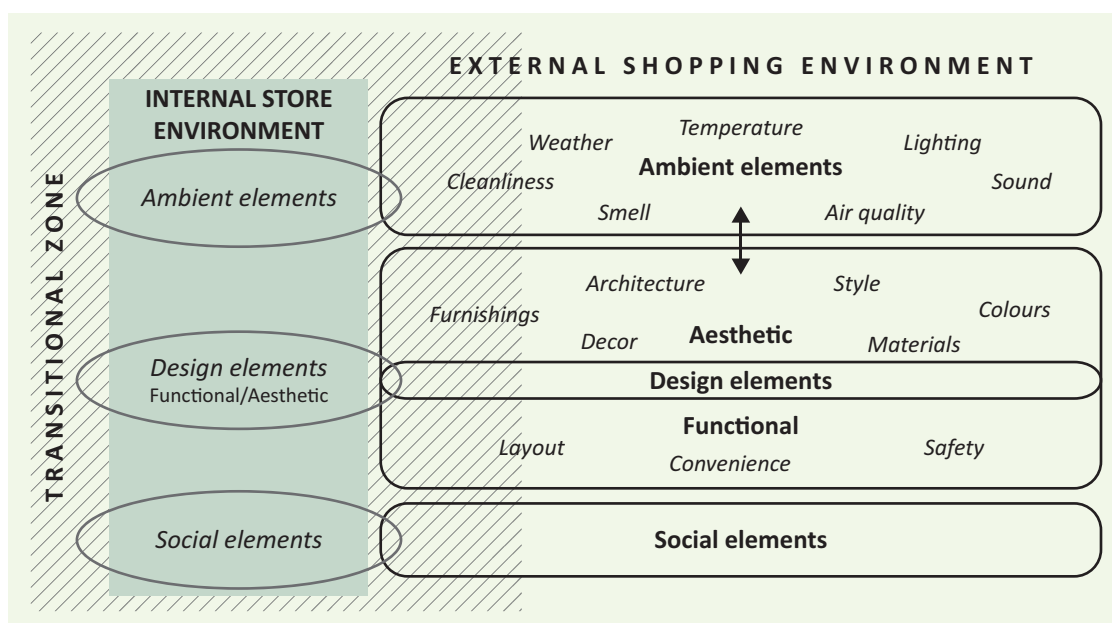 EXTERNAL SHOPPING ENVIRONMENT
TRANSITIONAL ZONE
INTERNAL STORE
ENVIRONMENT
Ambient elements
Design elements
Functional/Aesthetic
Social elements
Weather
Temperature
Lighting
Cleanliness
Ambient elements
Sound
Smell
Air quality
Architecture
Style
Furnishings
Colours
Decor
Aesthetic
Materials
Design elements
Functional
Layout
Convenience
Safety
Social elements